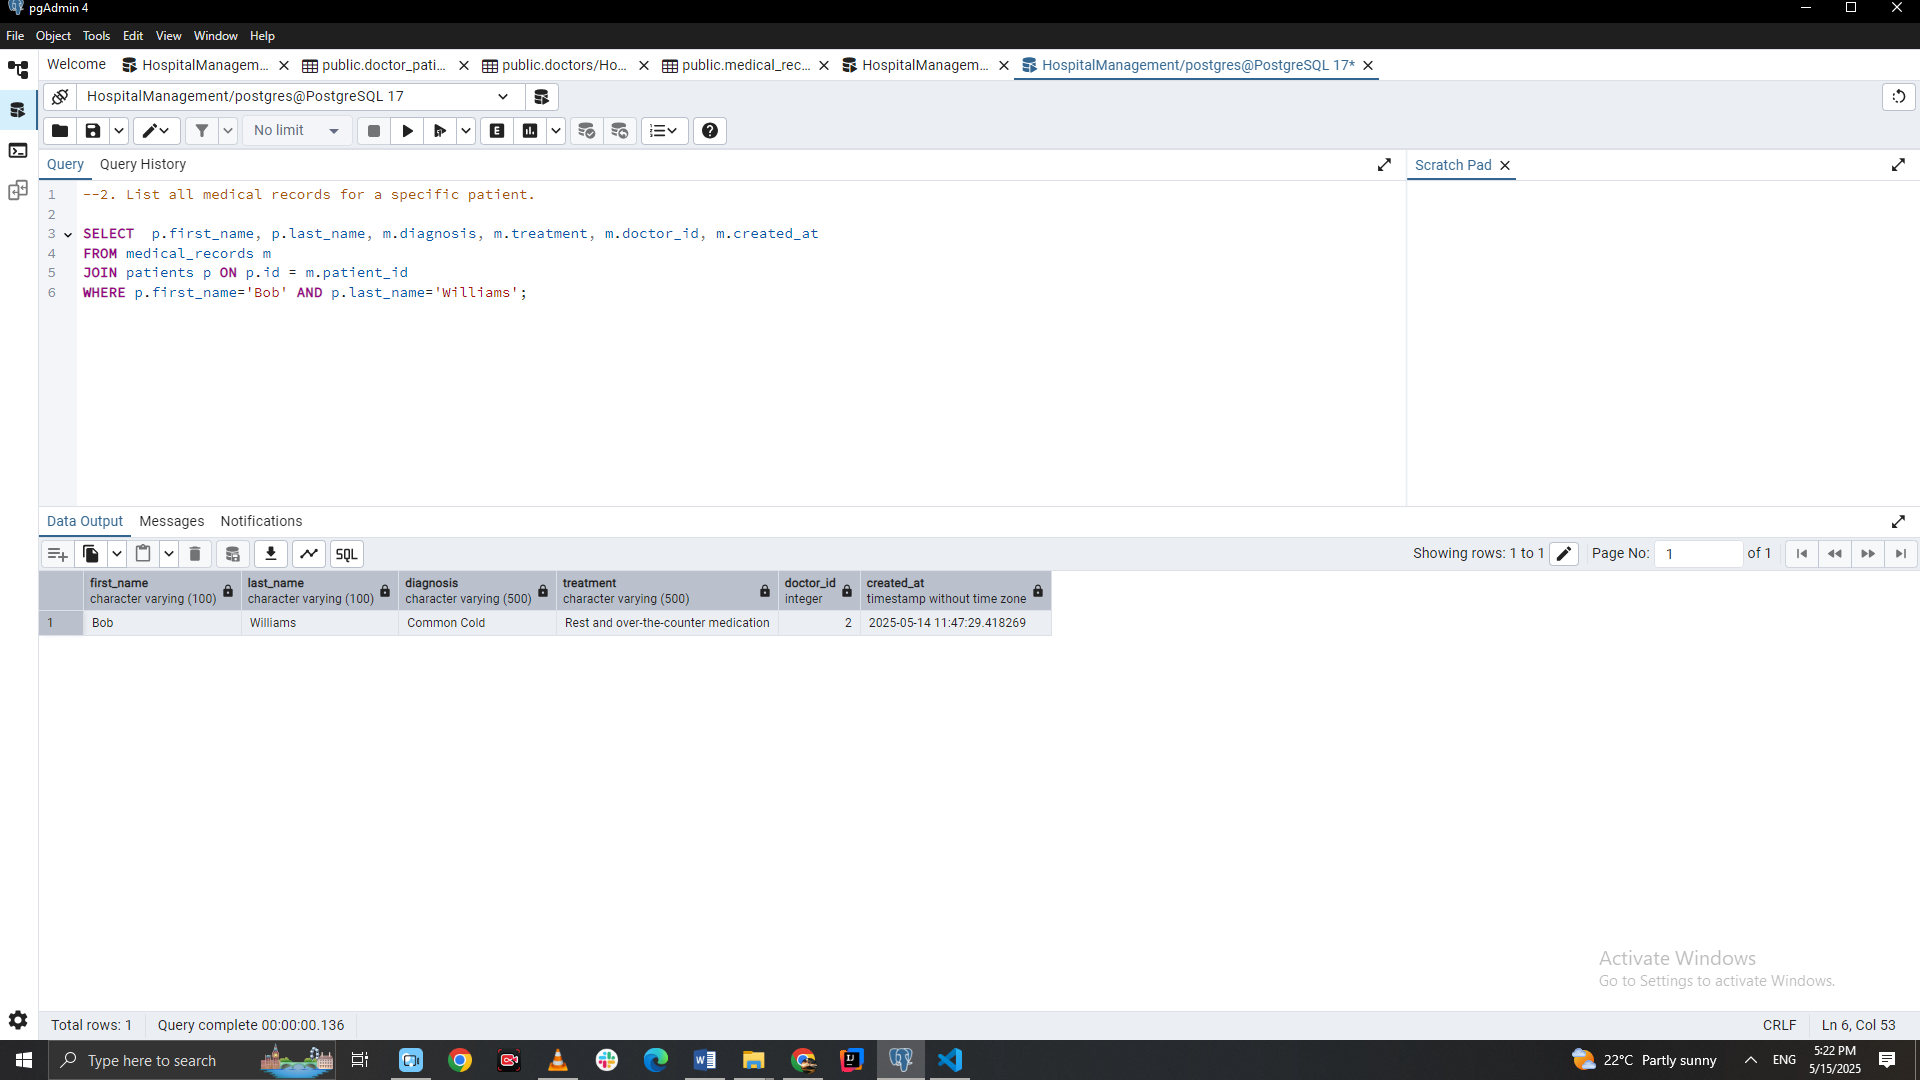 pgAdmin 4
File Object Tools Edit View Window Help
Welcome HospitalManagem... public.doctor_pati... public.doctors/Ho... public.medical_rec... HospitalManagem... HospitalManagement/postgres@PostgreSQL 17*
HospitalManagement/postgres@PostgreSQL 17
No limit
Query Query History
Scratch Pad
1 --2. List all medical records for a specific patient.
2
3 SELECT  p.first_name, p.last_name, m.diagnosis, m.treatment, m.doctor_id, m.created_at
4 FROM medical_records m
5 JOIN patients p ON p.id = m.patient_id
6 WHERE p.first_name='Bob' AND p.last_name='Williams';
Data Output Messages Notifications
SQL Showing rows: 1 to 1 Page No: 1 of 1
first_name last_name diagnosis treatment doctor_id created_at
character varying (100) character varying (100) character varying (500) character varying (500) integer timestamp without time zone
1 Bob Williams Common Cold Rest and over-the-counter medication 2 2025-05-14 11:47:29.418269
Activate Windows
Go to Settings to activate Windows.
Total rows: 1 Query complete 00:00:00.136 CRLF Ln 6, Col 53
Type here to search 22°C Partly sunny ENG 5:22 PM
5/15/2025